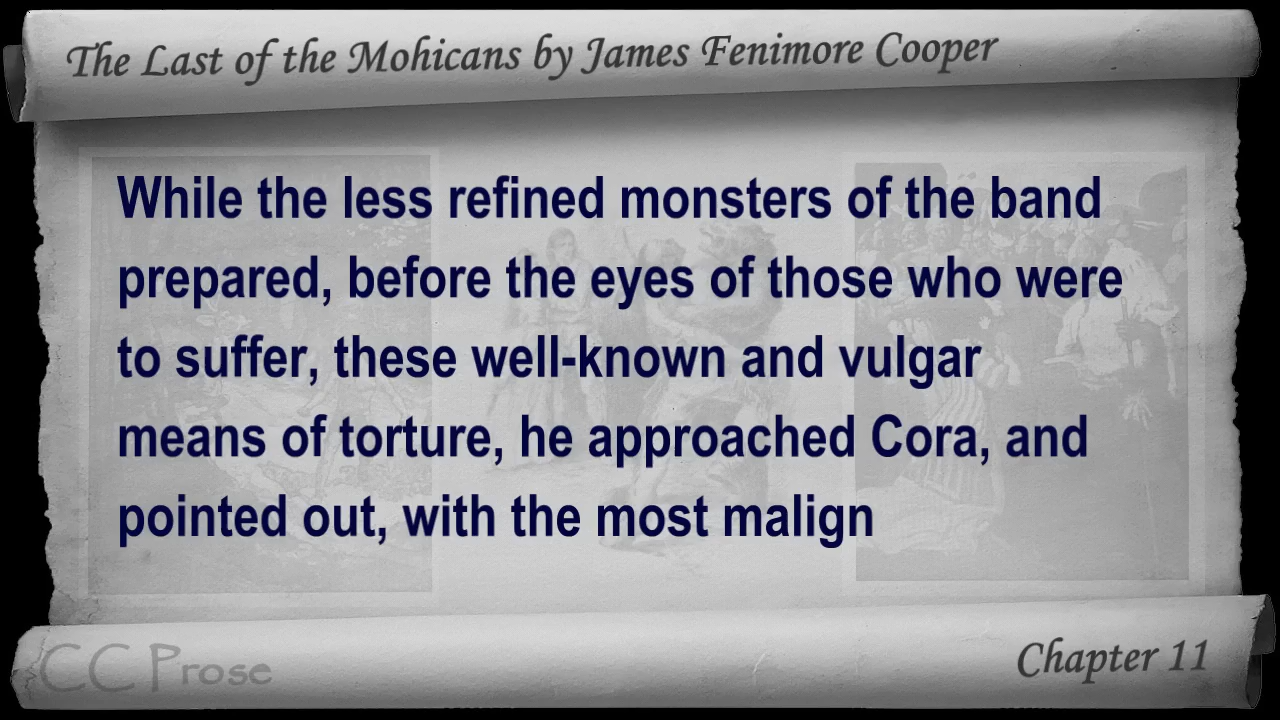 The Last of the Mohicans by James Fenimore Cooper
While the less refined monsters of the band
prepared, before the eyes of those who were
to suffer, these well-known and vulgar
means of torture, he approached Cora, and
pointed out, with the most malign
CC Prose
Chapter 11